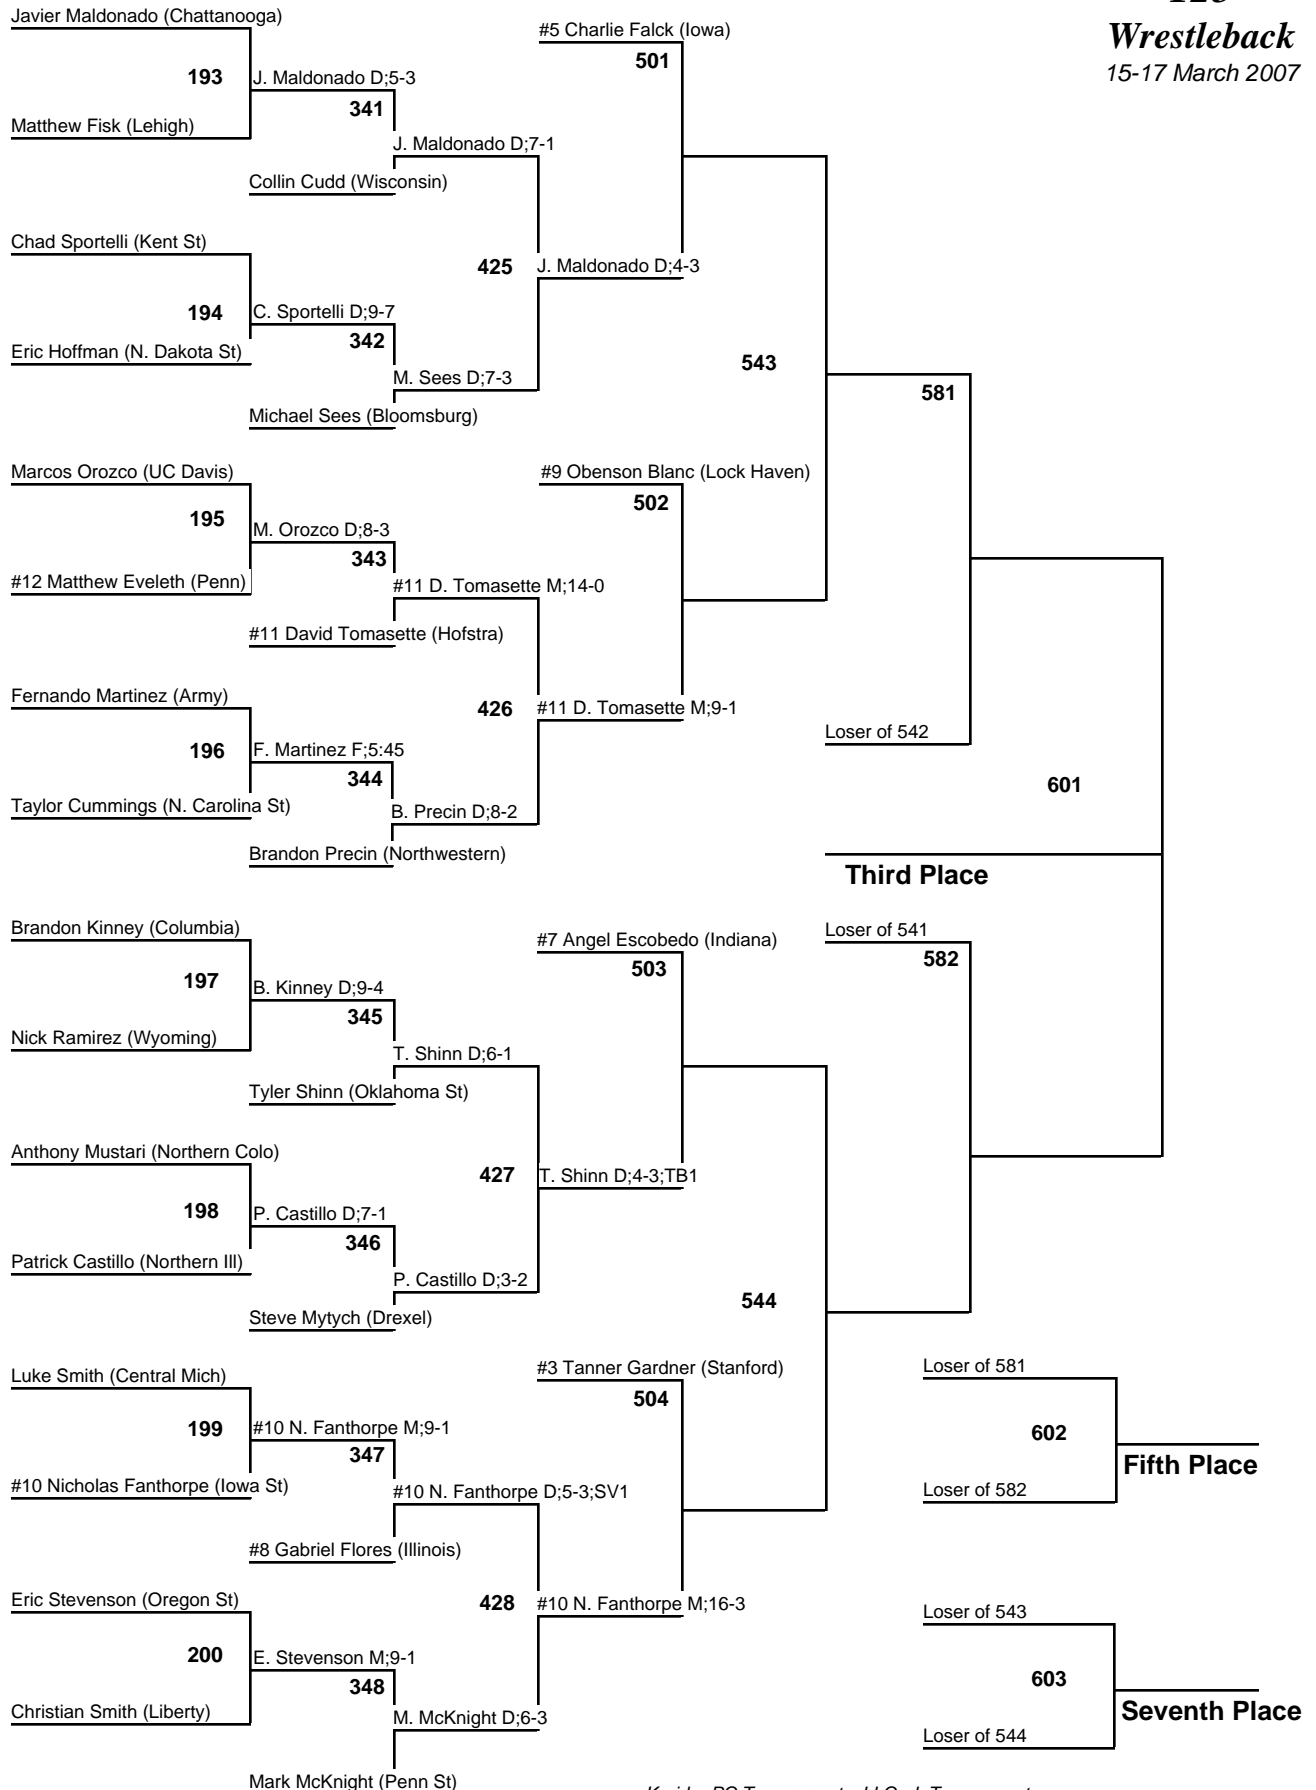 Wrestleback
15-17 March 2007
Javier Maldonado (Chattanooga)
193
Matthew Fisk (Lehigh)
J. Maldonado D;5-3
341
Collin Cudd (Wisconsin)
J. Maldonado D;7-1
Chad Sportelli (Kent St)
194
Eric Hoffman (N. Dakota St)
C. Sportelli D;9-7
342
Michael Sees (Bloomsburg)
M. Sees D;7-3
425
J. Maldonado D;4-3
#5 Charlie Falck (Iowa)
501
Marcos Orozco (UC Davis)
195
#12 Matthew Eveleth (Penn)
M. Orozco D;8-3
343
#11 David Tomasette (Hofstra)
#11 D. Tomasette M;14-0
Fernando Martinez (Army)
196
Taylor Cummings (N. Carolina St)
F. Martinez F;5:45
344
Brandon Precin (Northwestern)
B. Precin D;8-2
426
#11 D. Tomasette M;9-1
#9 Obenson Blanc (Lock Haven)
502
543
581
Loser of 542
601
Third Place
Brandon Kinney (Columbia)
197
Nick Ramirez (Wyoming)
B. Kinney D;9-4
345
Tyler Shinn (Oklahoma St)
T. Shinn D;6-1
Anthony Mustari (Northern Colo)
198
Patrick Castillo (Northern Ill)
P. Castillo D;7-1
346
Steve Mytych (Drexel)
P. Castillo D;3-2
427
T. Shinn D;4-3;TB1
#7 Angel Escobedo (Indiana)
503
Loser of 541
582
544
Luke Smith (Central Mich)
199
#10 Nicholas Fanthorpe (Iowa St)
#10 N. Fanthorpe M;9-1
347
#8 Gabriel Flores (Illinois)
#10 N. Fanthorpe D;5-3;SV1
Eric Stevenson (Oregon St)
200
Christian Smith (Liberty)
E. Stevenson M;9-1
348
Mark McKnight (Penn St)
M. McKnight D;6-3
428
#10 N. Fanthorpe M;16-3
#3 Tanner Gardner (Stanford)
504
Loser of 581
602
Loser of 582
Fifth Place
Loser of 543
603
Loser of 544
Seventh Place